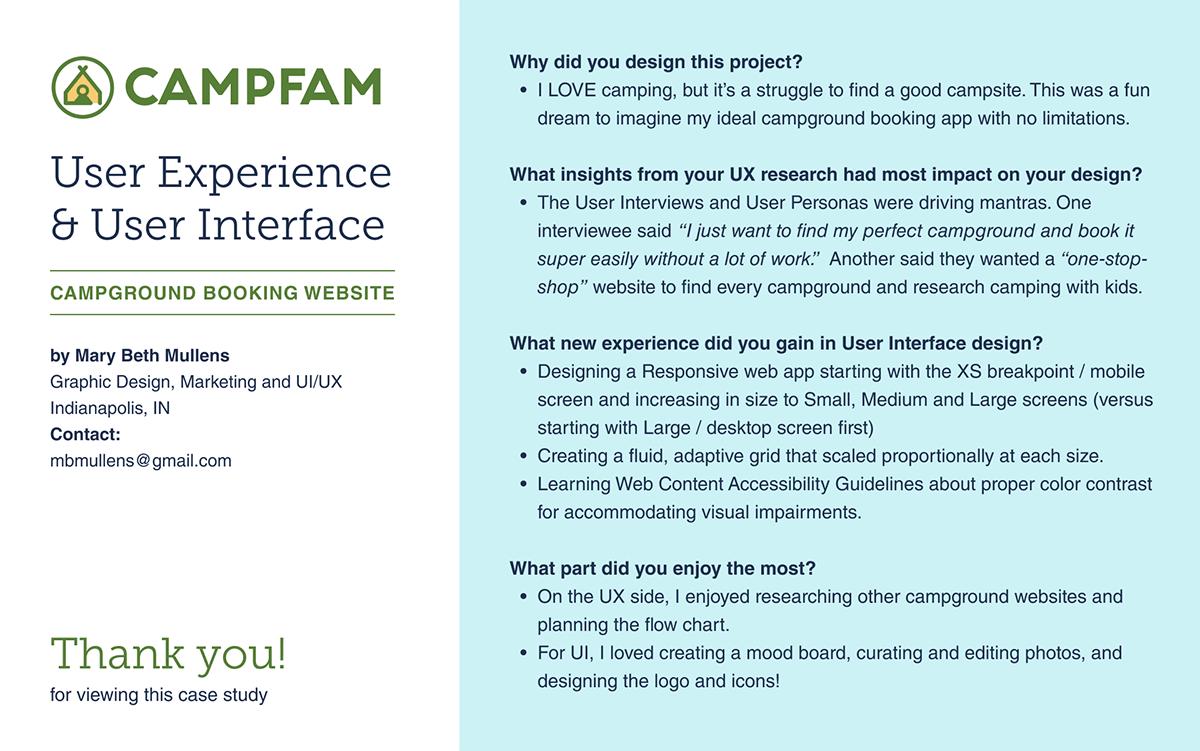 CAMPFAM
User Experience
& User Interface
CAMPGROUND BOOKING WEBSITE
by Mary Beth Mullens
Graphic Design, Marketing and UI/UX
Indianapolis, IN
Contact:
mbmullens@gmail.com
Thank you!
for viewing this case study
Why did you design this project?
• I LOVE camping, but it’s a struggle to find a good campsite. This was a fun
dream to imagine my ideal campground booking app with no limitations.
What insights from your UX research had most impact on your design?
• The User Interviews and User Personas were driving mantras. One
interviewee said “I just want to find my perfect campground and book it
super easily without a lot of work.” Another said they wanted a “one-stop-
shop” website to find every campground and research camping with kids.
What new experience did you gain in User Interface design?
• Designing a Responsive web app starting with the XS breakpoint / mobile
screen and increasing in size to Small, Medium and Large screens (versus
starting with Large / desktop screen first)
• Creating a fluid, adaptive grid that scaled proportionally at each size.
• Learning Web Content Accessibility Guidelines about proper color contrast
for accommodating visual impairments.
What part did you enjoy the most?
• On the UX side, I enjoyed researching other campground websites and
planning the flow chart.
• For UI, I loved creating a mood board, curating and editing photos, and
designing the logo and icons!